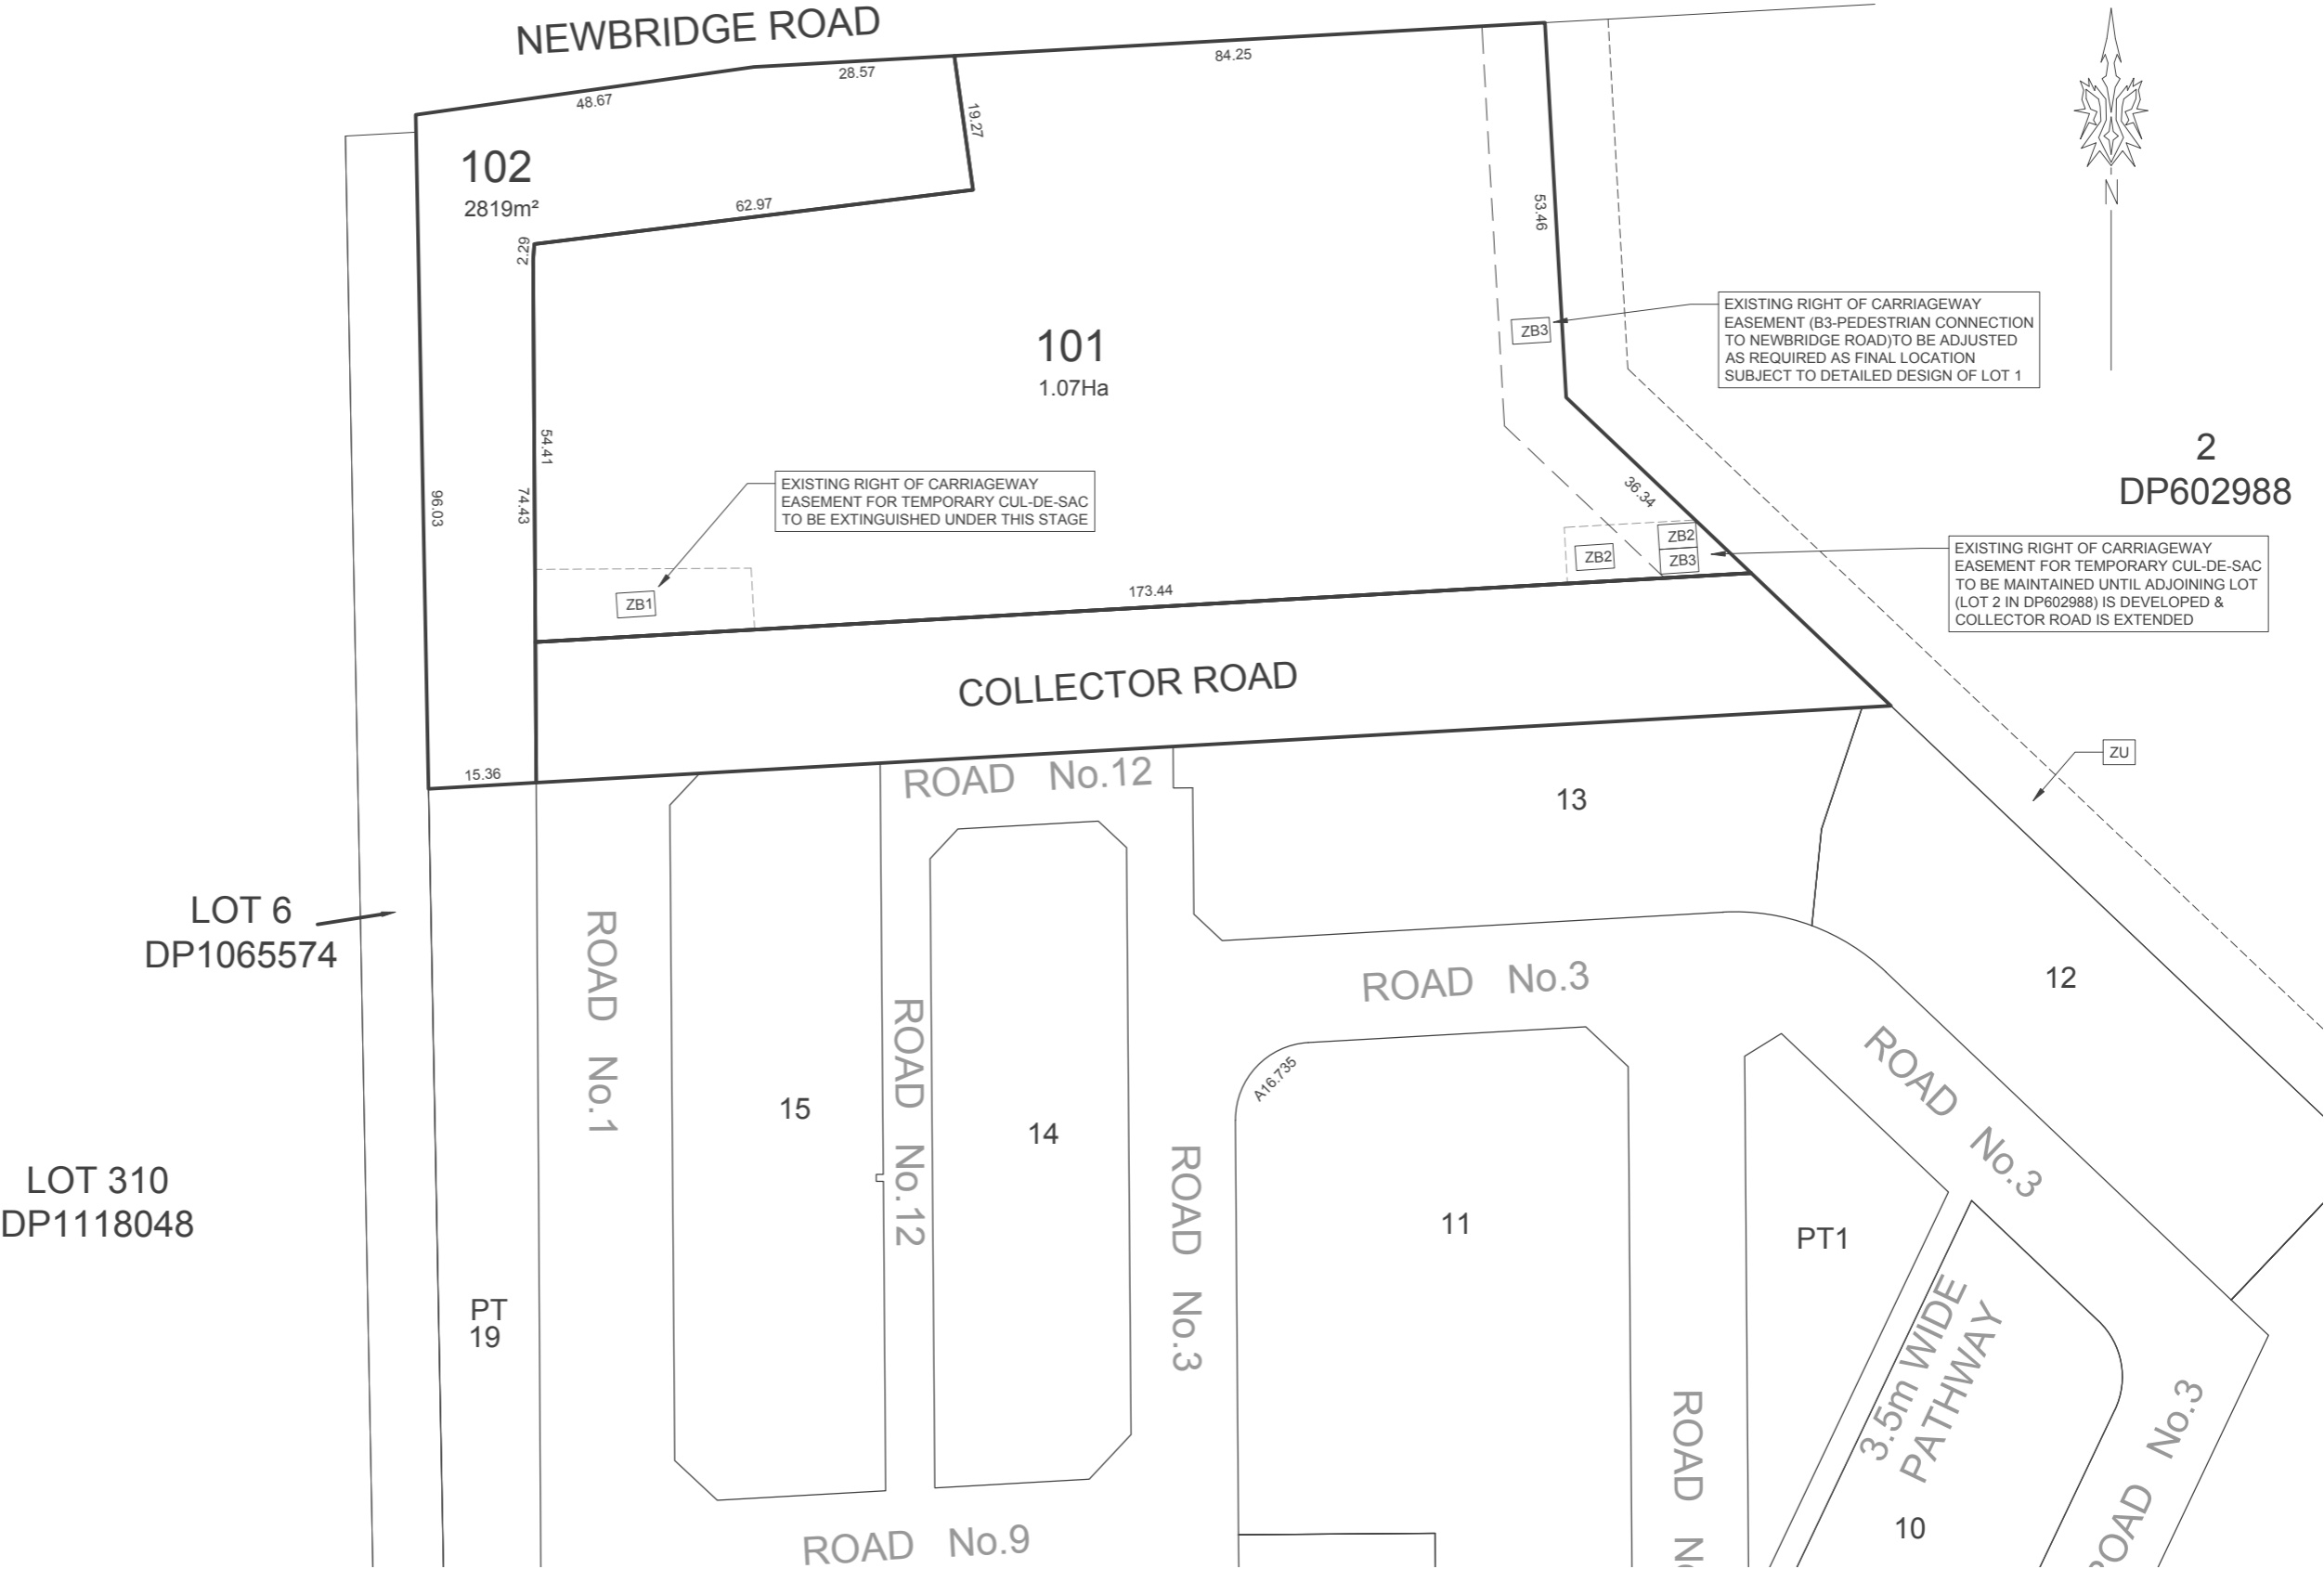 NEWBRIDGE ROAD
48.67
28.57
84.25
19.27
102
2819m²
62.97
2.29
53.46
N
101
1.07Ha
ZB3
EXISTING RIGHT OF CARRIAGEWAY
EASEMENT (B3-PEDESTRIAN CONNECTION
TO NEWBRIDGE ROAD)TO BE ADJUSTED
AS REQUIRED AS FINAL LOCATION
SUBJECT TO DETAILED DESIGN OF LOT 1
2
DP602988
54.41
74.43
96.03
EXISTING RIGHT OF CARRIAGEWAY
EASEMENT FOR TEMPORARY CUL-DE-SAC
TO BE EXTINGUISHED UNDER THIS STAGE
36.34
ZB2
ZB2
ZB3
EXISTING RIGHT OF CARRIAGEWAY
EASEMENT FOR TEMPORARY CUL-DE-SAC
TO BE MAINTAINED UNTIL ADJOINING LOT
(LOT 2 IN DP602988) IS DEVELOPED &
COLLECTOR ROAD IS EXTENDED
ZB1
173.44
COLLECTOR ROAD
15.36
ROAD No.12
13
ZU
LOT 6
DP1065574
ROAD No.1
ROAD No.3
12
ROAD No.12
15
14
A16.735
ROAD No.3
ROAD No.3
11
PT1
LOT 310
DP1118048
PT
19
3.5m WIDE
PATHWAY
ROAD No.3
ROAD
10
ROAD No.9